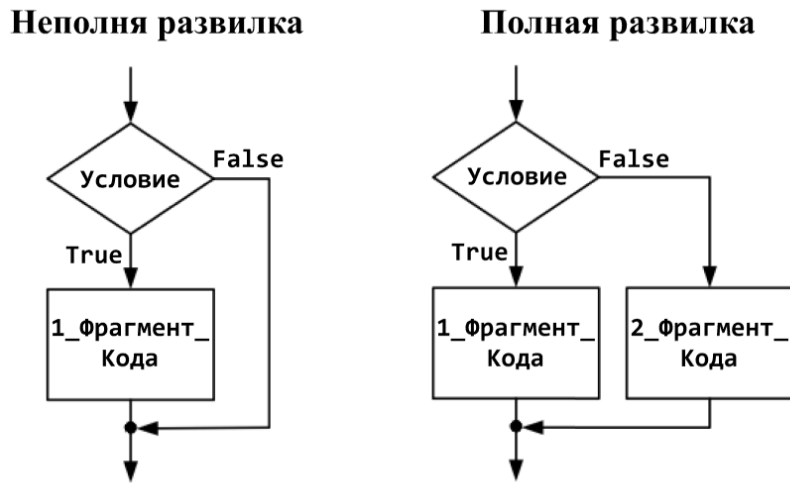 Неполня развилка
Условие
False
True
1_Фрагмент_
Кода
Полная развилка
Условие
False
True
1_Фрагмент_
Кода
2_Фрагмент_
Кода